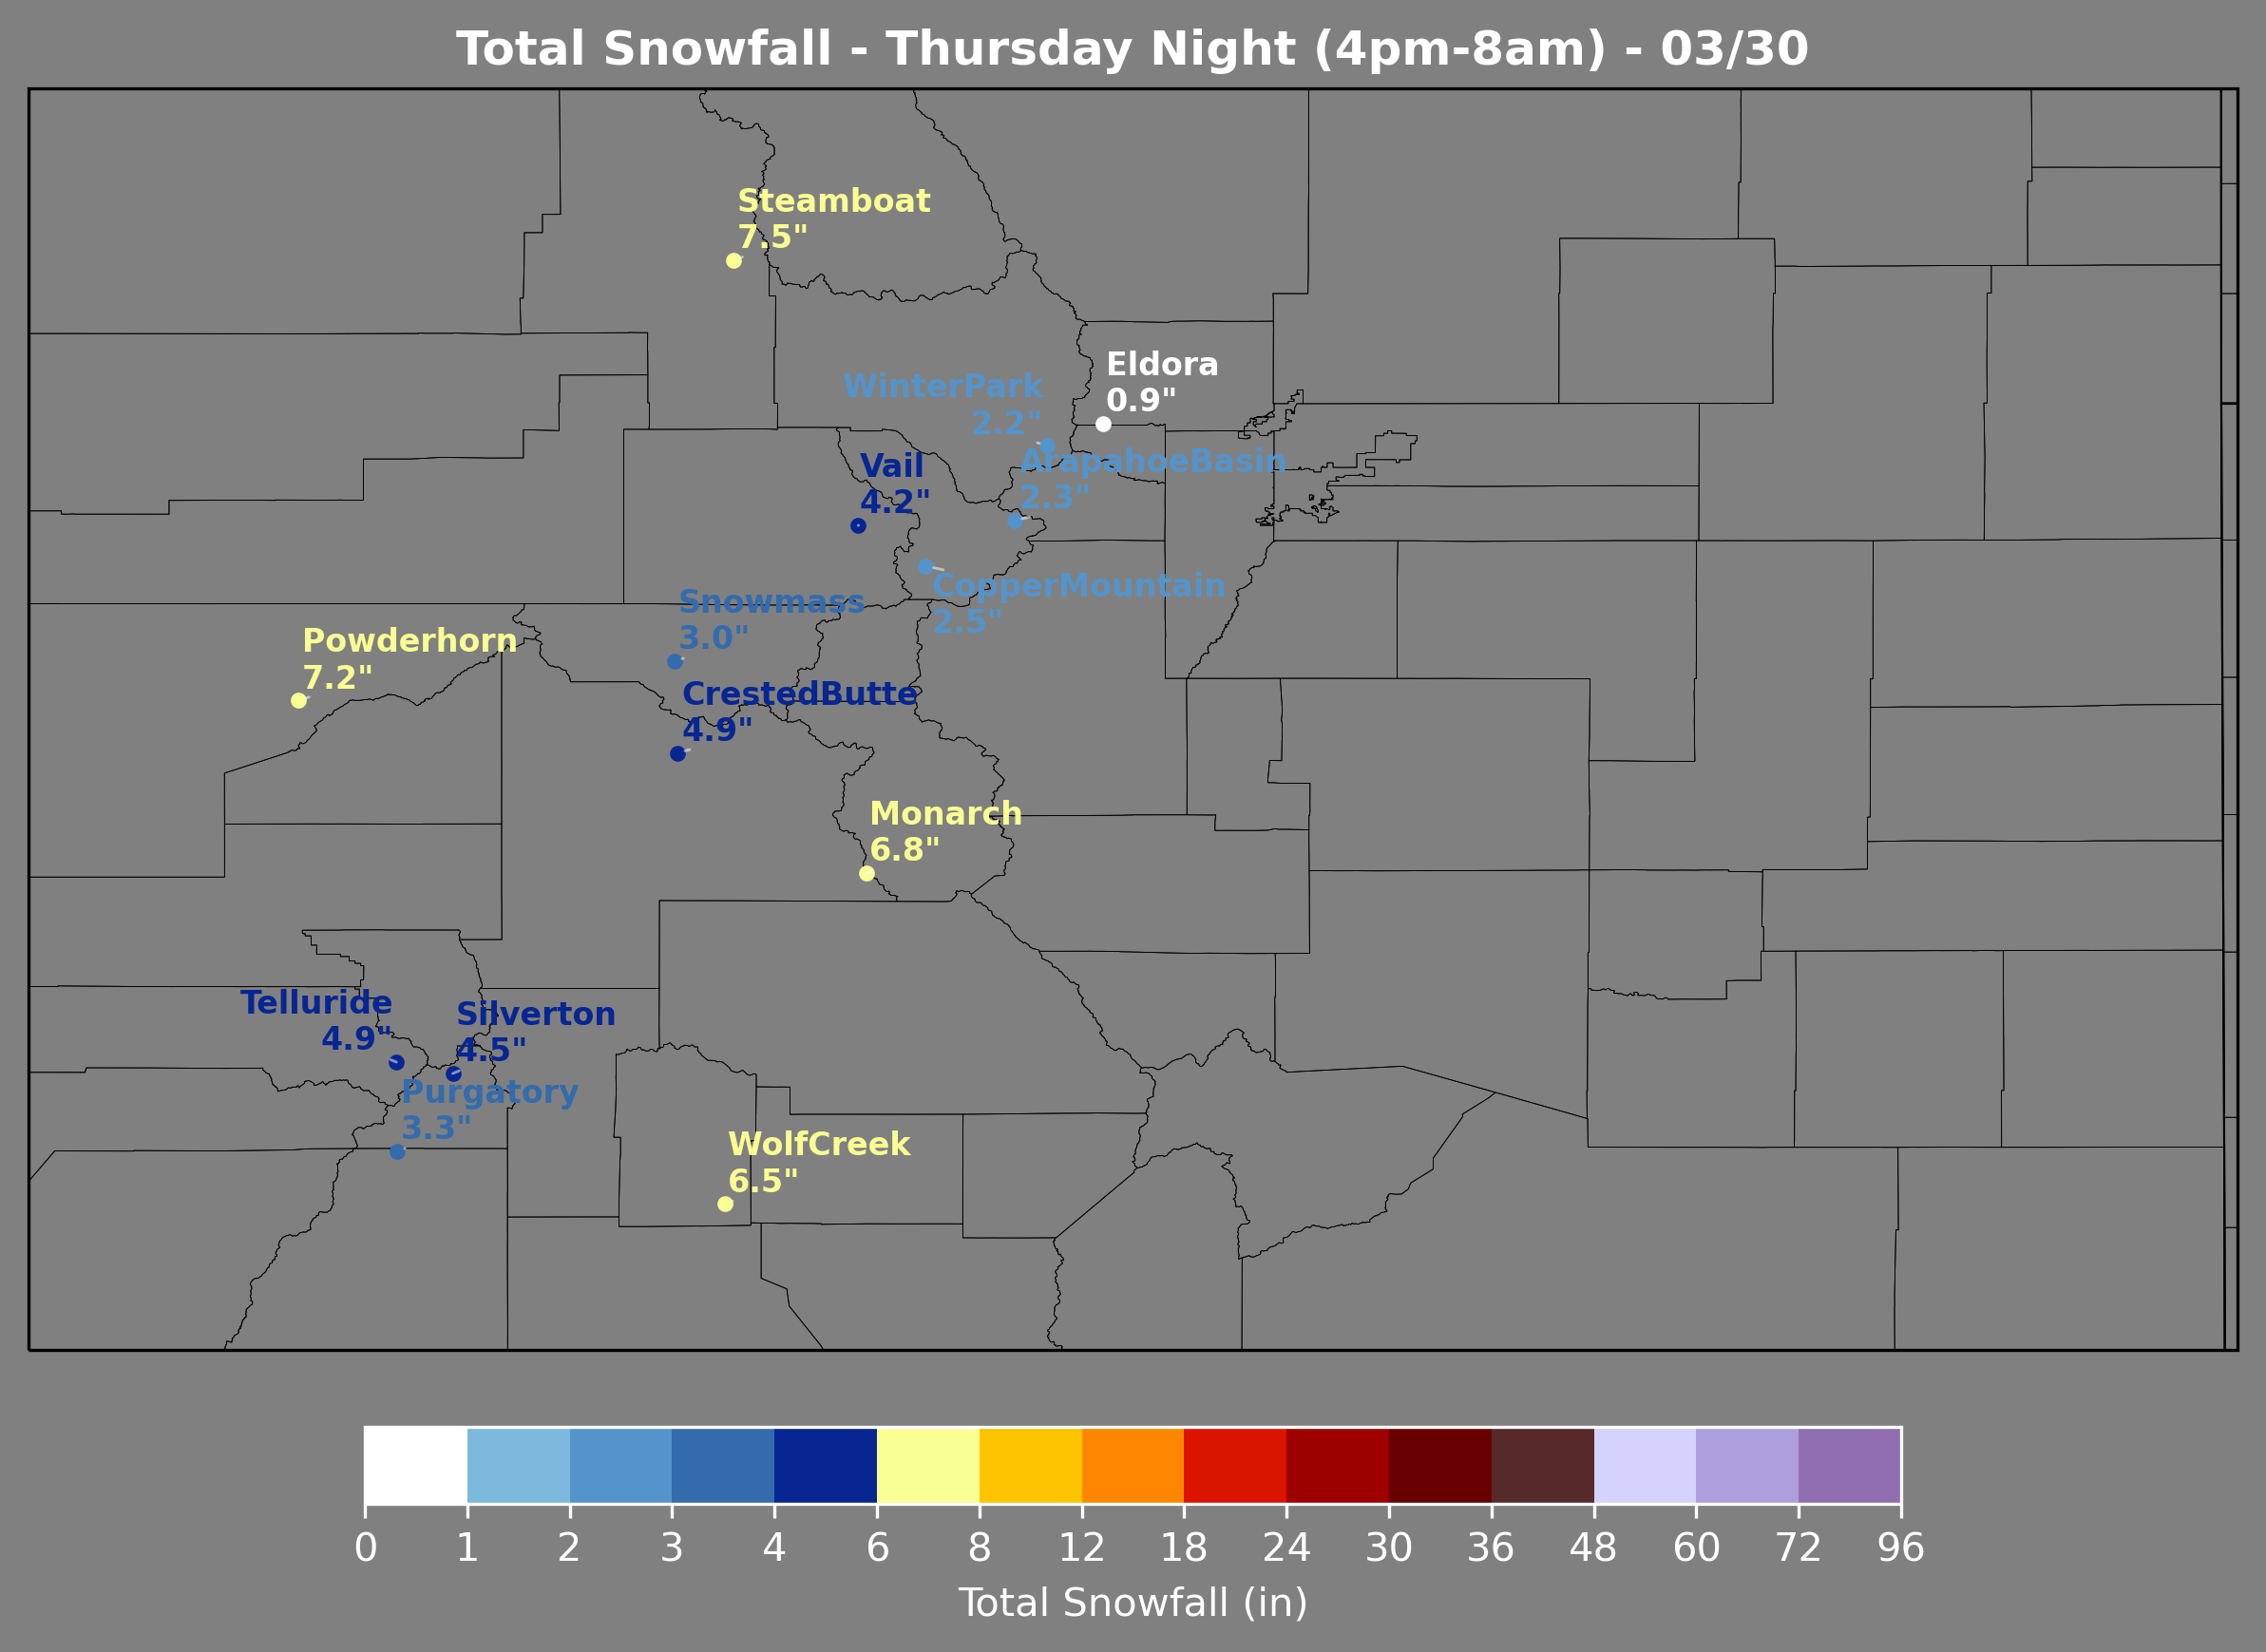 Total Snowfall - Thursday Night (4pm-8am) - 03/30
Steamboat
7.5"
Eldora
0.9"
WinterPark
2.2"
ArapahoeBasin
2.3"
Vail
4.2"
CopperMountain
2.5"
Snowmass
3.0"
Powderhorn
7.2"
CrestedButte
4.9"
Monarch
6.8"
Telluride
4.9"
Silverton
4.5"
Purgatory
3.3"
WolfCreek
6.5"
0 1 2 3 4 6 8 12 18 24 30 36 48 60 72 96
Total Snowfall (in)